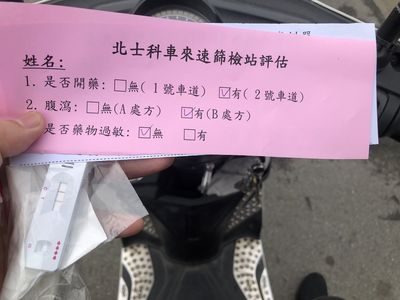 北士科車來速篩檢站評估
姓名:
1. 是否開藥: □無( 1 號車道) ☑有( 2 號車道)
2. 腹瀉: □無(A 處方) ☑有(B 處方)
是否藥物過敏: ☑無 □有